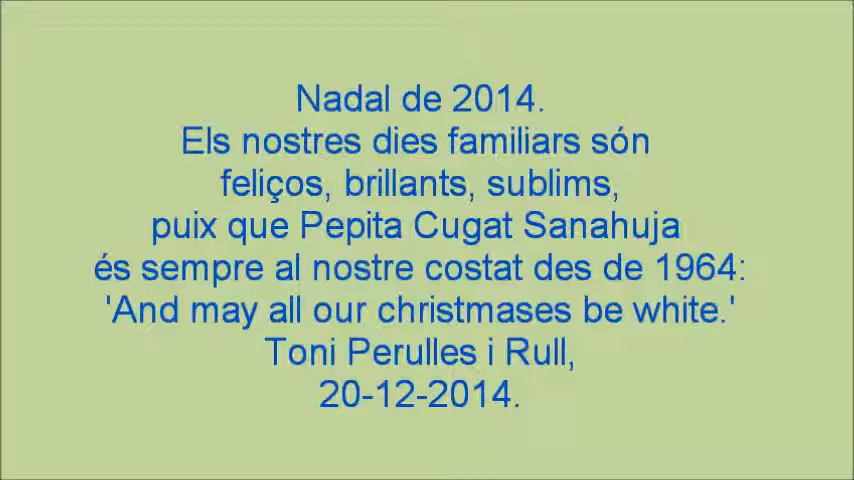 Nadal de 2014.
Els nostres dies familiars són
feliços, brillants, sublims,
puix que Pepita Cugat Sanahuja
és sempre al nostre costat des de 1964:
'And may all our christmases be white.'
Toni Perulles i Rull,
20-12-2014.